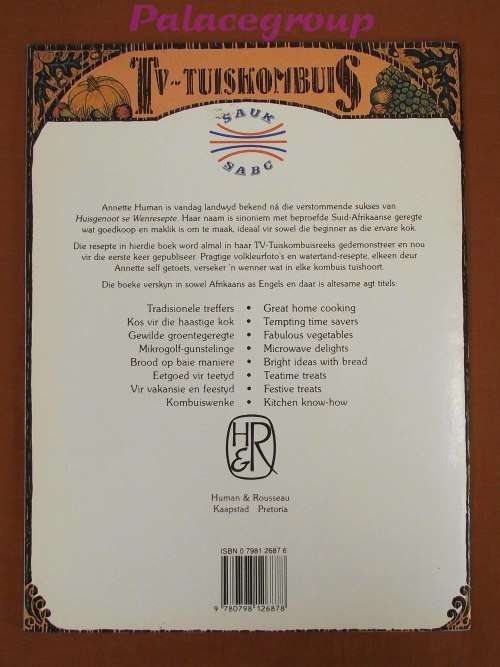 Palacegroup
TV-TUISKOMBUIS
SAUK
SABC
Annette Human is vandag landwyd bekend ná die verstommende sukses van
Huisgenoot se Wenresepte. Haar naam is sinoniem met beproefde Suid-Afrikaanse geregte
wat goedkoop en maklik is om te maak, ideaal vir sowel die beginner as die ervare kok.
Die resepte in hierdie boek word almal in haar TV-Tuiskombuisreeks gedemonstreer en nou
vir die eerste keer gepubliseer. Pragtige volkleurfoto's en watertand-resepte, elkeen deur
Annette self getoets, verseker 'n wenner wat in elke kombuis tuishoort.
Die boeke verskyn in sowel Afrikaans as Engels en daar is altesame agt titels:
Tradisionele treffers • Great home cooking
Kos vir die haastige kok • Tempting time savers
Gewilde groentegeregte • Fabulous vegetables
Mikrogolf-gunstelinge • Microwave delights
Brood op baie maniere • Bright ideas with bread
Eetgoed vir teetyd • Teatime treats
Vir vakansie en feestyd • Festive treats
Kombuiswenke • Kitchen know-how
H&R
Human & Rousseau
Kaapstad Pretoria
ISBN 0 7981 2687 6
9 780798 126878